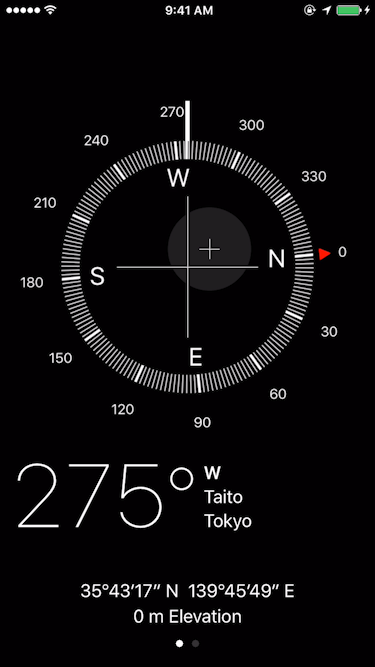 9:41 AM
270
300
240
330
W
210
N
0
S
180
30
E
150
60
120
90
275°
W
Taito
Tokyo
35°43’17” N 139°45’49” E
0 m Elevation